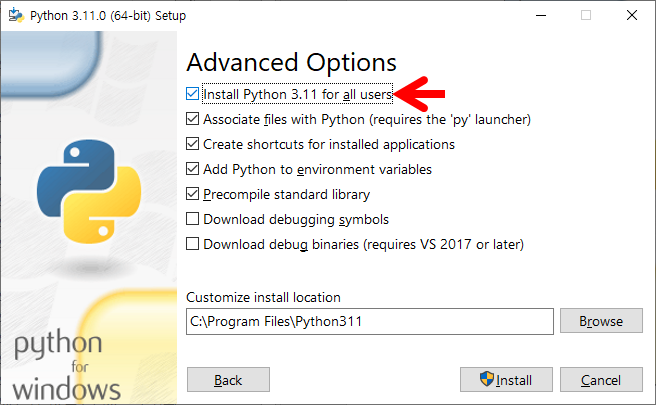 Python 3.11.0 (64-bit) Setup
Advanced Options
Install Python 3.11 for all users
Associate files with Python (requires the 'py' launcher)
Create shortcuts for installed applications
Add Python to environment variables
Precompile standard library
Download debugging symbols
Download debug binaries (requires VS 2017 or later)
Customize install location
C:\Program Files\Python311
Browse
python
for
windows
Back
Install
Cancel